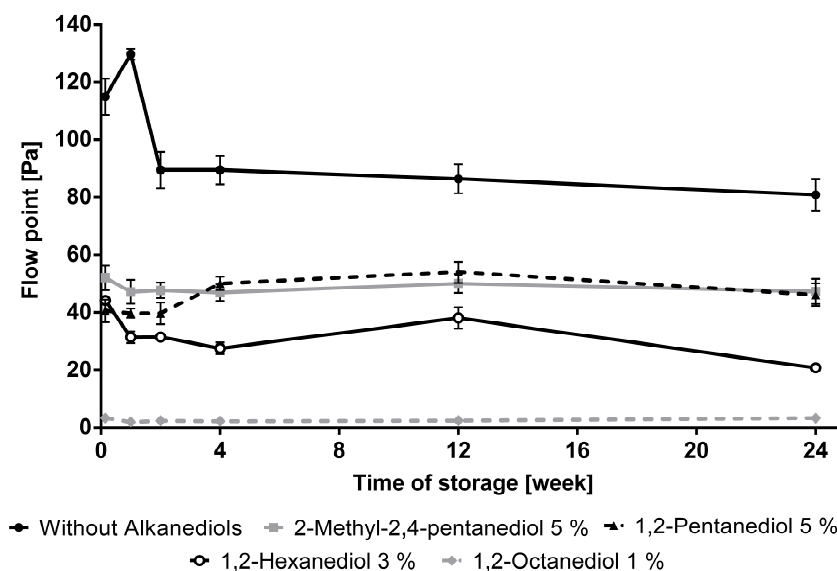 140
120
100
80
60
40
20
0
Flow point [Pa]
0 4 8 12 16 20 24
Time of storage [week]
Without Alkanediols 2-Methyl-2,4-pentanediol 5 % 1,2-Pentanediol 5 %
1,2-Hexanediol 3 % 1,2-Octanediol 1 %